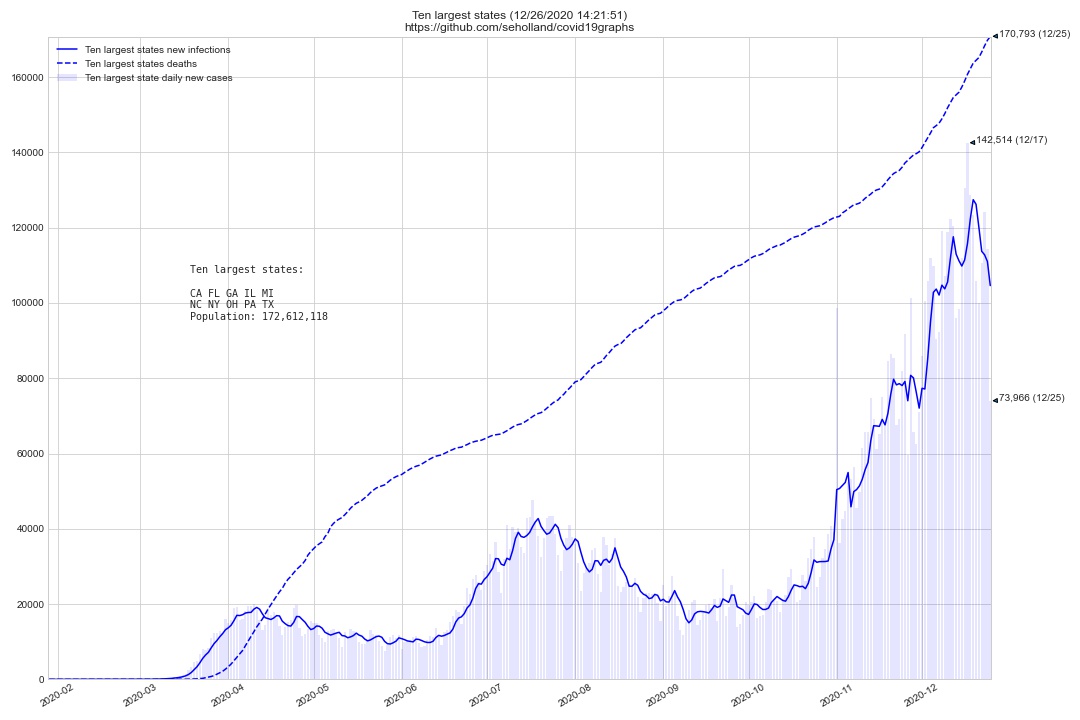 Ten largest states (12/26/2020 14:21:51)
https://github.com/seholland/covid19graphs
Ten largest states new infections
Ten largest states deaths
Ten largest state daily new cases
170,793 (12/25)
142,514 (12/17)
73,966 (12/25)
Ten largest states:
CA FL GA IL MI
NC NY OH PA TX
Population: 172,612,118
160000
140000
120000
100000
80000
60000
40000
20000
0
2020-02
2020-03
2020-04
2020-05
2020-06
2020-07
2020-08
2020-09
2020-10
2020-11
2020-12